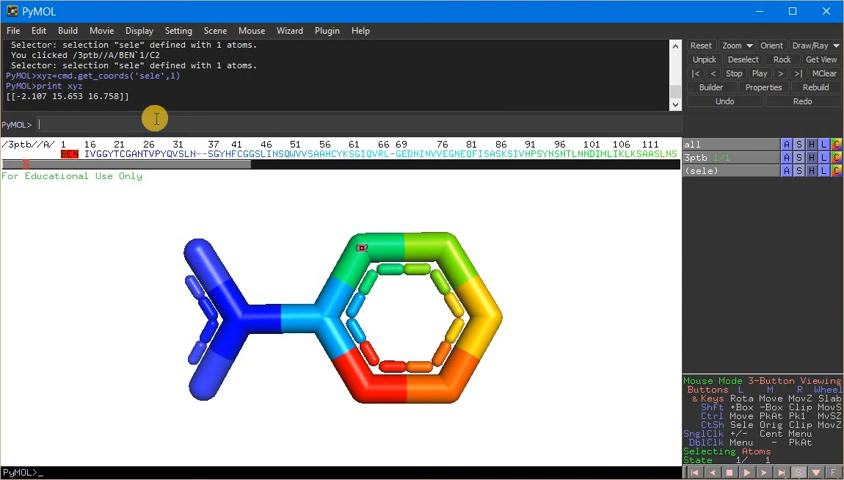 PyMOL
File Edit Build Movie Display Setting Scene Mouse Wizard Plugin Help
Selector: selection "sele" defined with 1 atoms.
You clicked /3ptb//A/BEN`1/C2
Selector: selection "sele" defined with 1 atoms.
PyMOL>xyz=cmd.get_coords('sele',1)
PyMOL>print xyz
[[-2.107 15.653 16.758]]
PyMOL>
Reset Zoom Orient Draw/Ray
Unpick Deselect Rock Get View
|< < Stop Play > >| MClear
Builder Properties Rebuild
Undo Redo
/3ptb//A/ 1 16 21 26 31 36 41 46 51 56 61 66 71 76 81 86 91 96 101 106 111
BEN IVGGYTCGANTVPYQVSLN--SGYHFCGGSLINSQWVVSAAHCYKSGIQVRL-GEDNINVVEGNEQFISASKSIVHPSYNSNTLNNDIMLIKLKSAASLNS
For Educational Use Only
all A S H L C
3ptb 1/1 A S H L C
(sele) A S H L C
Mouse Mode 3-Button Viewing
Buttons L M R Wheel
& Keys Rota Move MovZ Slab
Shft +Box -Box Clip MovS
Ctrl Move PkAt Pk1 MvSZ
CtSh Sele Orig Clip MovZ
SnglClk +/- Cent Menu
DblClk Menu - PkAt
Selecting Atoms
State 1/ 1
PyMOL>_
S F